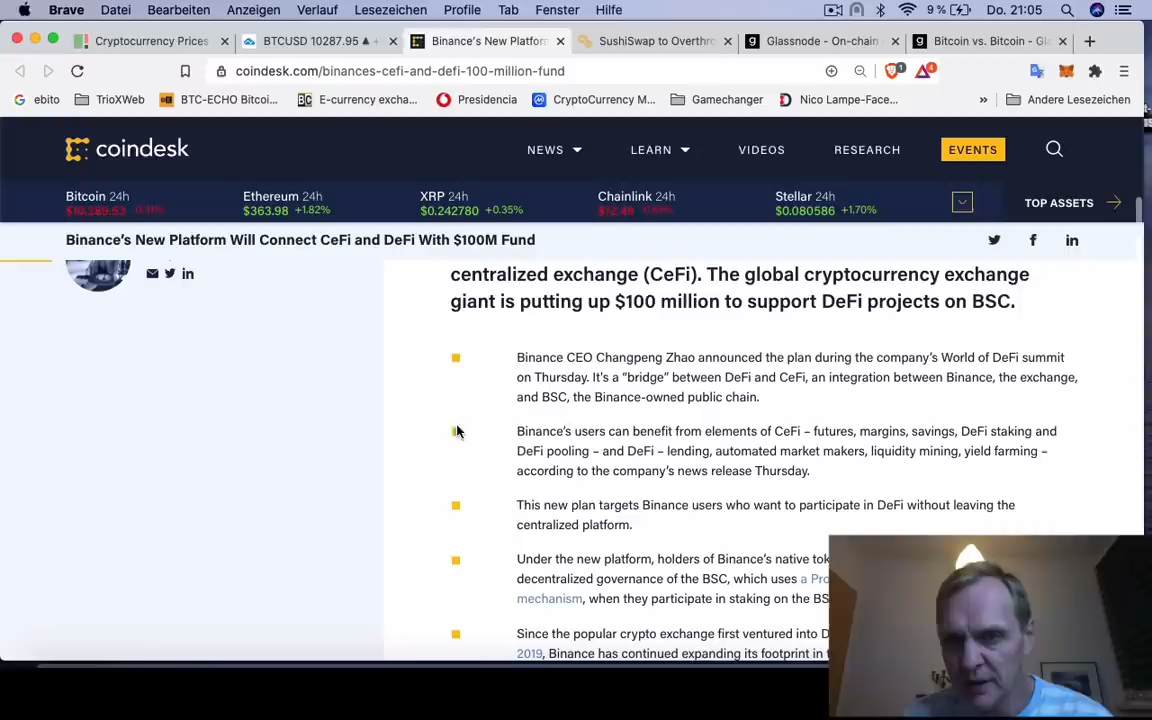 Brave Datei Bearbeiten Anzeigen Verlauf Lesezeichen Profile Tab Fenster Hilfe 9 % Do. 21:05
Cryptocurrency Prices BTCUSD 10287.95 Binance's New Platfor SushiSwap to Overthro Glassnode - On-chain Bitcoin vs. Bitcoin - Gl
coindesk.com/binances-cefi-and-defi-100-million-fund 1 4
ebito TrioXWeb BTC-ECHO Bitcoi... E-currency excha... Presidencia CryptoCurrency M... Gamechanger Nico Lampe-Face... » Andere Lesezeichen
coindesk NEWS LEARN VIDEOS RESEARCH EVENTS
Bitcoin 24h Ethereum 24h XRP 24h Chainlink 24h Stellar 24h
$363.98 +1.82% $0.242780 +0.35% $0.080586 +1.70% TOP ASSETS
Binance's New Platform Will Connect CeFi and DeFi With $100M Fund
centralized exchange (CeFi). The global cryptocurrency exchange
giant is putting up $100 million to support DeFi projects on BSC.
Binance CEO Changpeng Zhao announced the plan during the company's World of DeFi summit
on Thursday. It's a “bridge” between DeFi and CeFi, an integration between Binance, the exchange,
and BSC, the Binance-owned public chain.
Binance's users can benefit from elements of CeFi – futures, margins, savings, DeFi staking and
DeFi pooling – and DeFi – lending, automated market makers, liquidity mining, yield farming –
according to the company's news release Thursday.
This new plan targets Binance users who want to participate in DeFi without leaving the
centralized platform.
Under the new platform, holders of Binance's native tok
decentralized governance of the BSC, which uses a Pro
mechanism, when they participate in staking on the BS
Since the popular crypto exchange first ventured into D
2019, Binance has continued expanding its footprint in